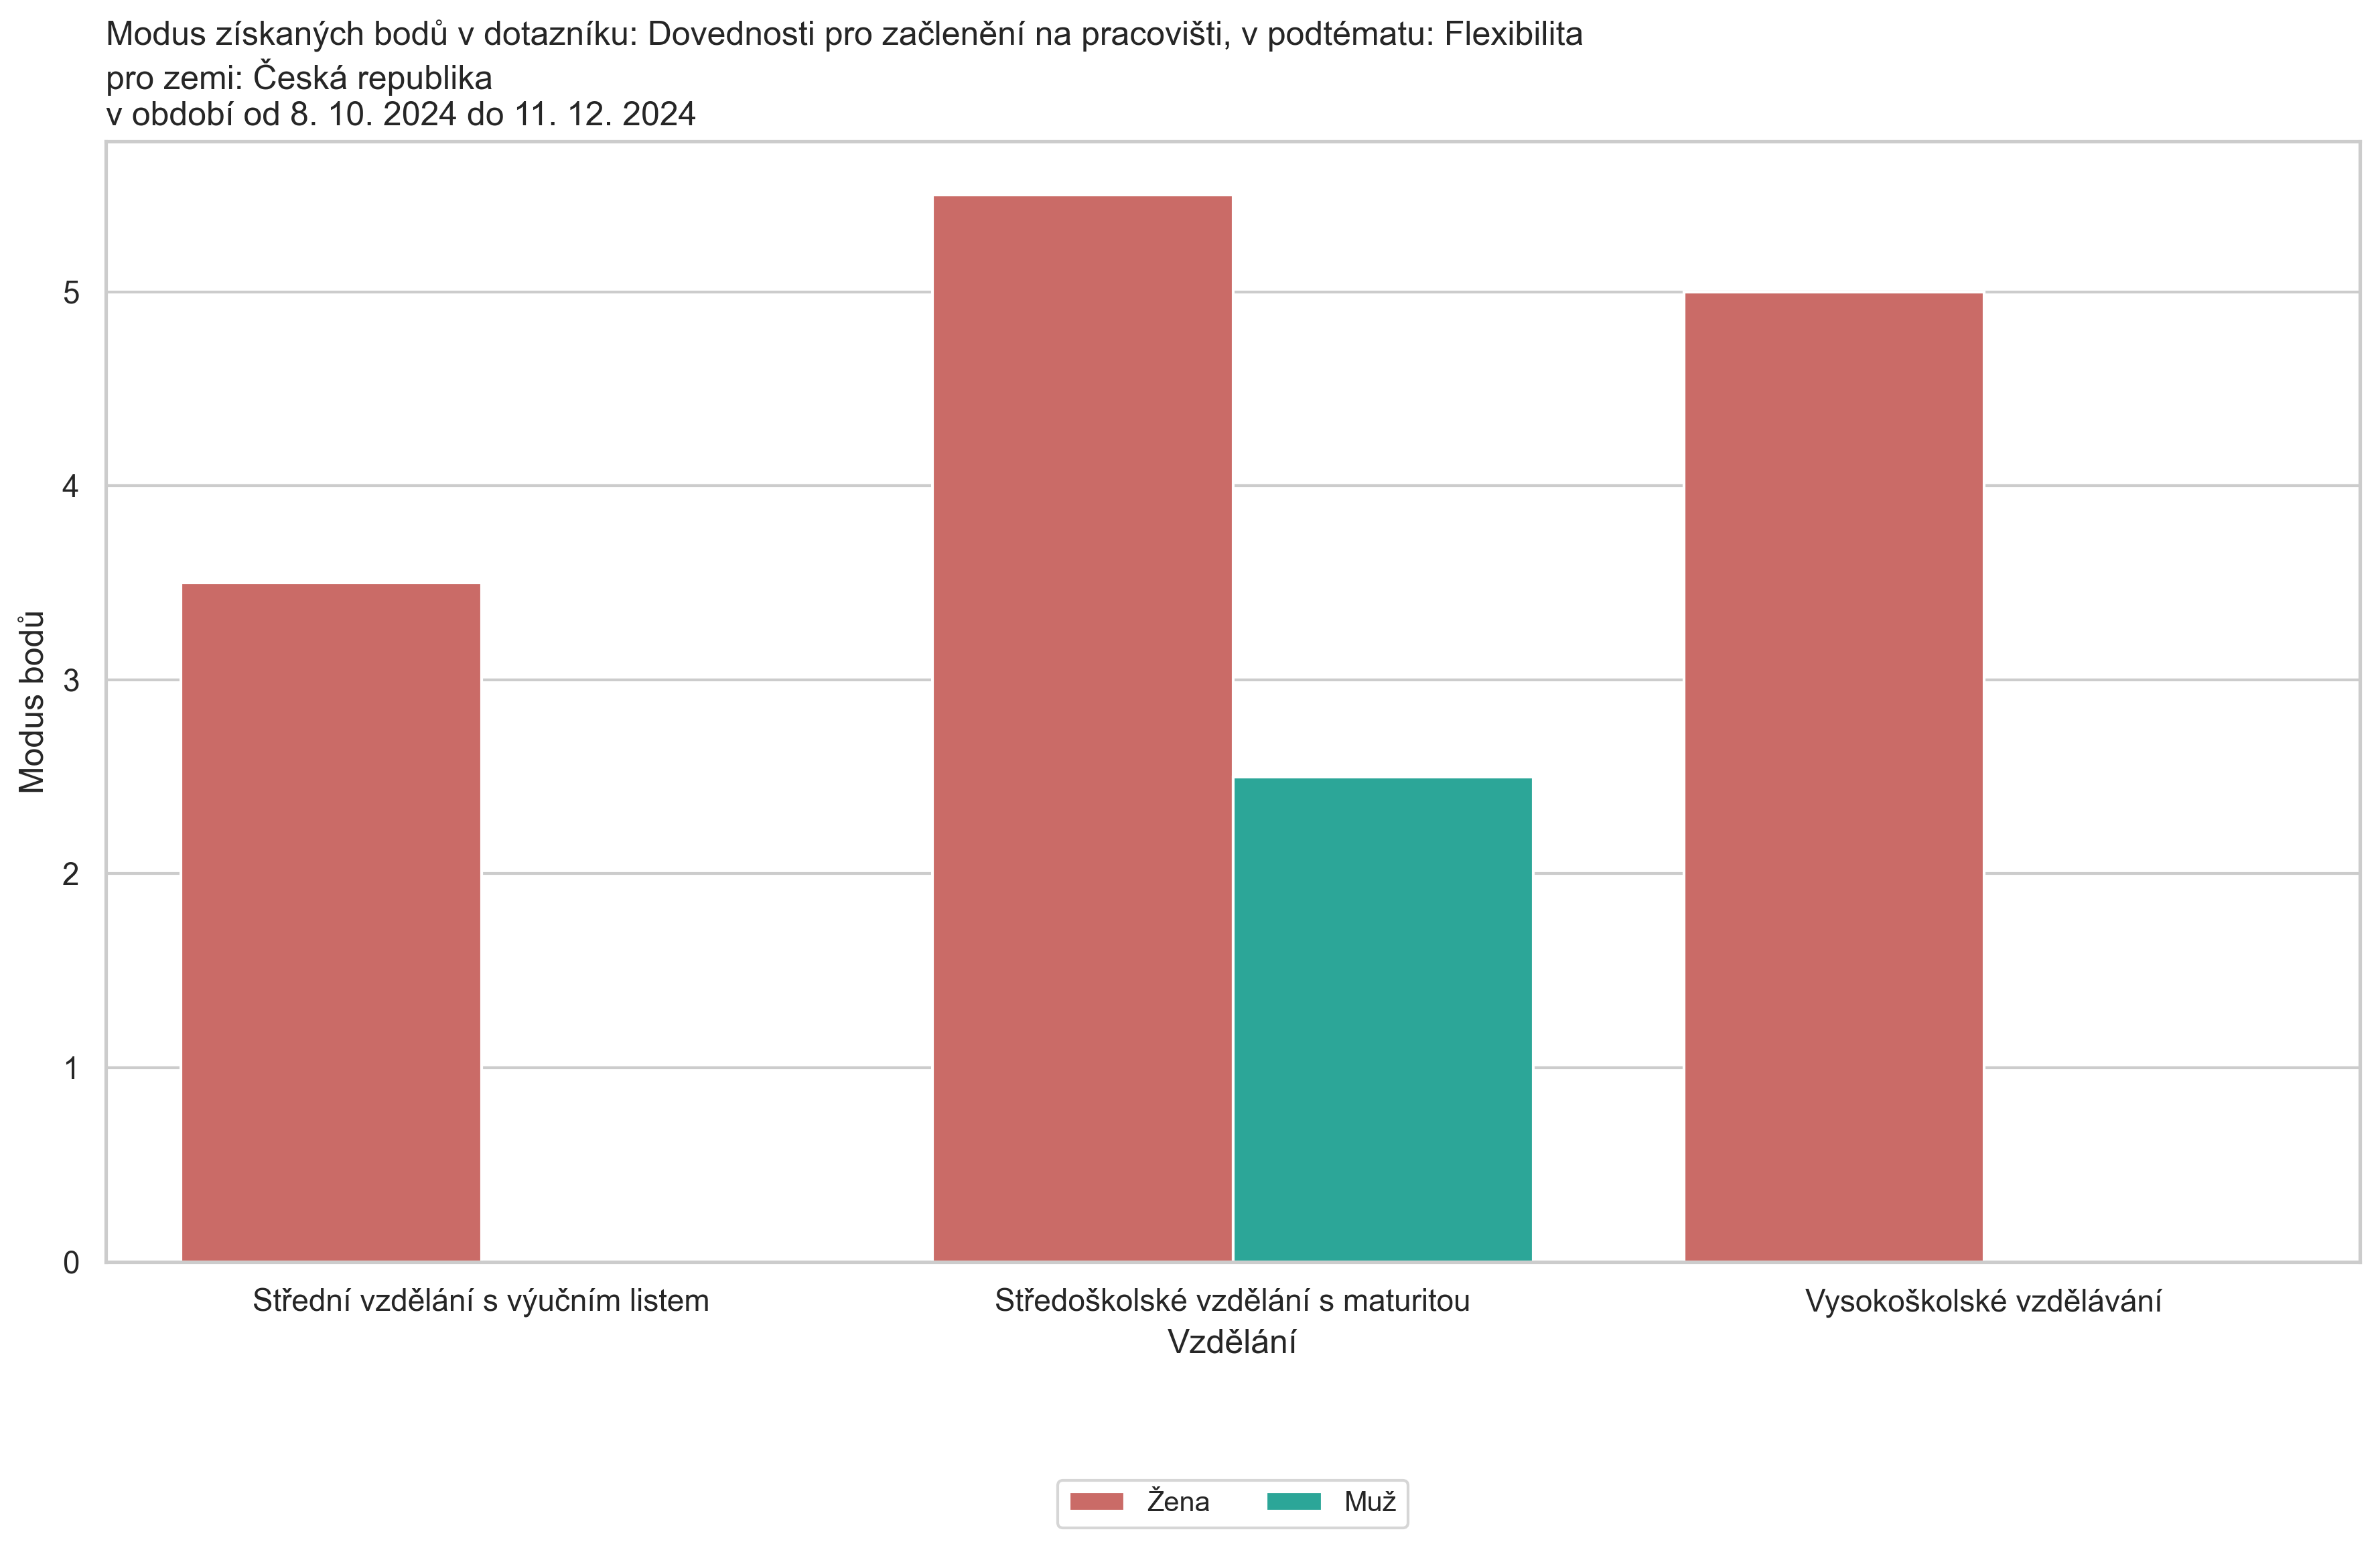 Modus získaných bodů v dotazníku: Dovednosti pro začlenění na pracovišti, v podtématu: Flexibilita
pro zemi: Česká republika
v období od 8. 10. 2024 do 11. 12. 2024
Modus bodů
5
4
3
2
1
0
Střední vzdělání s výučním listem
Středoškolské vzdělání s maturitou
Vysokoškolské vzdělávání
Vzdělání
Žena
Muž